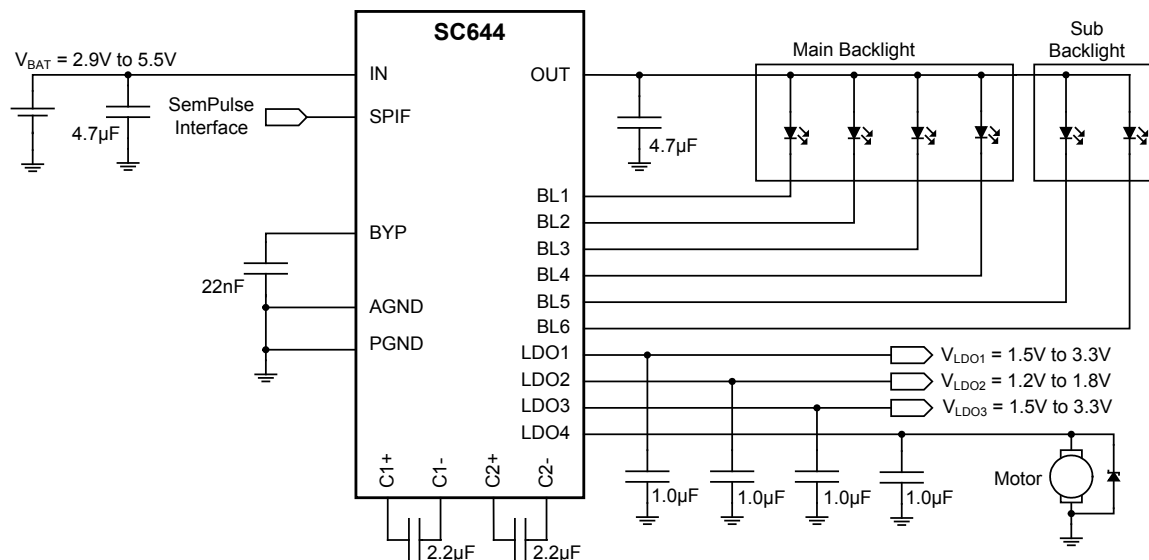 SC644
V_BAT = 2.9V to 5.5V
4.7µF
SemPulse
Interface
IN
SPIF
BYP
22nF
AGND
PGND
OUT
4.7µF
Main Backlight
Sub
Backlight
BL1
BL2
BL3
BL4
BL5
BL6
LDO1
V_LDO1 = 1.5V to 3.3V
LDO2
V_LDO2 = 1.2V to 1.8V
LDO3
V_LDO3 = 1.5V to 3.3V
LDO4
1.0µF
1.0µF
1.0µF
1.0µF
Motor
C1+
C1-
C2+
C2-
2.2µF
2.2µF